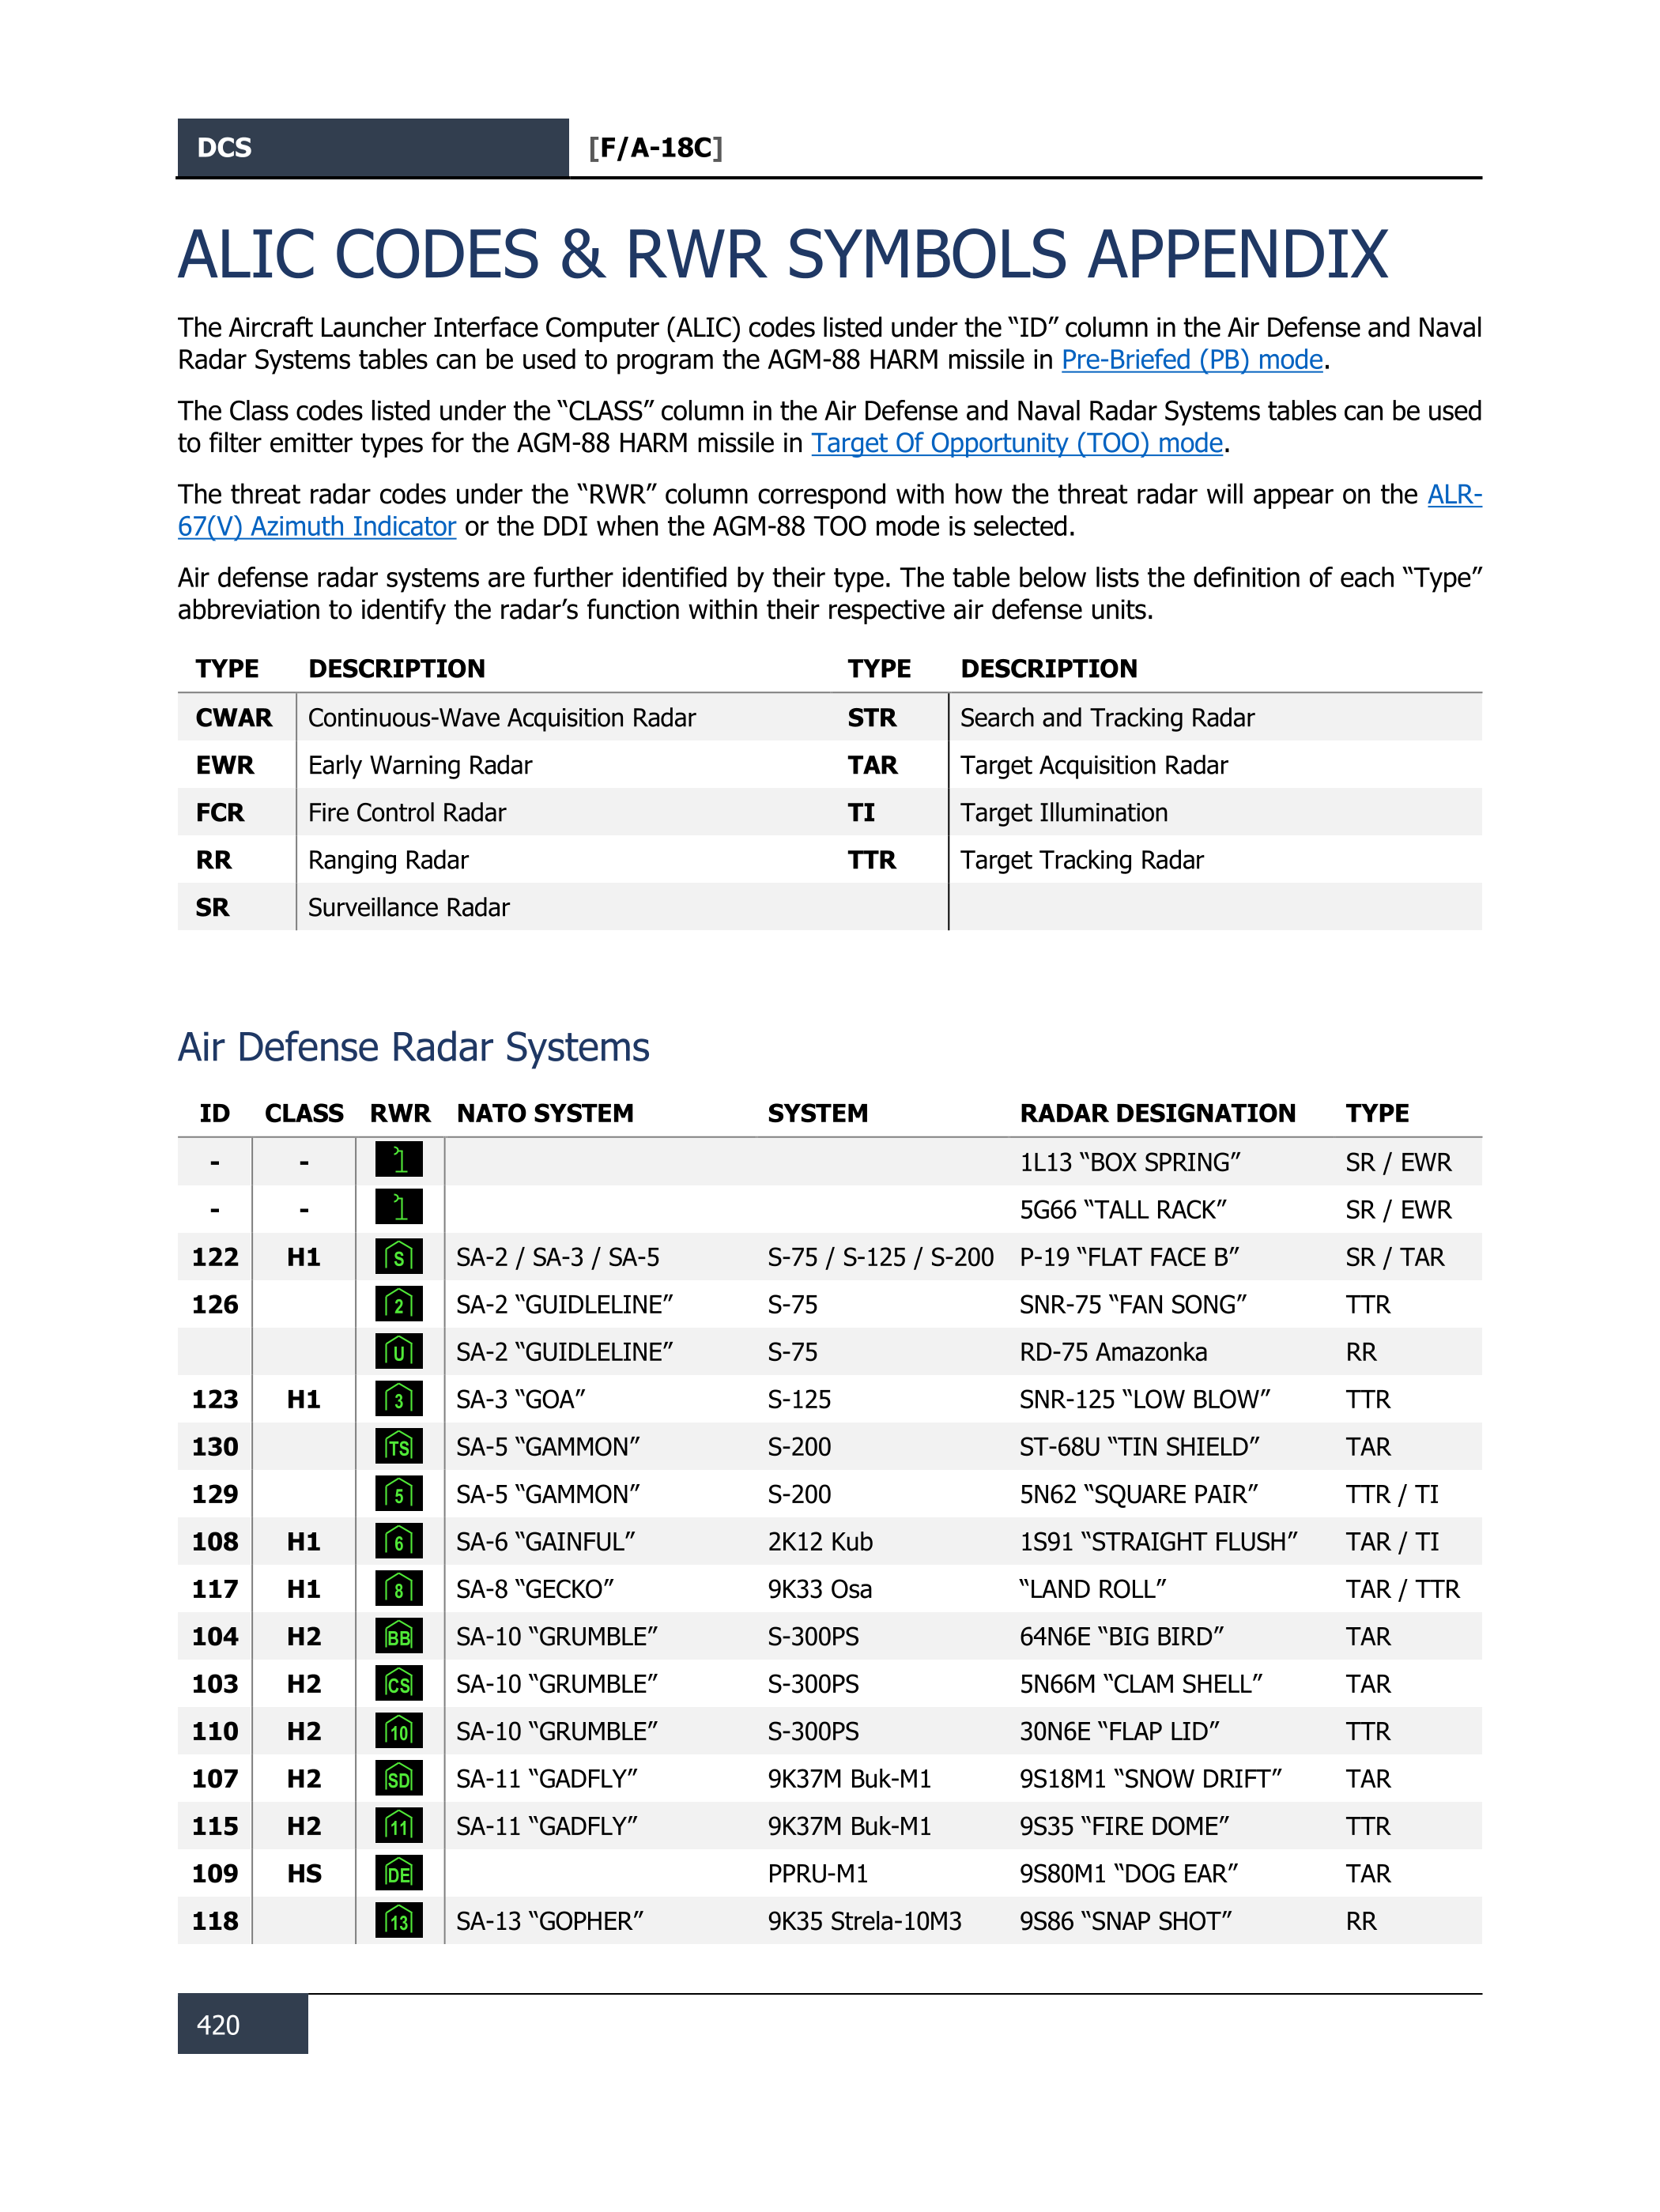 DCS [F/A-18C]
ALIC CODES & RWR SYMBOLS APPENDIX
The Aircraft Launcher Interface Computer (ALIC) codes listed under the “ID” column in the Air Defense and Naval
Radar Systems tables can be used to program the AGM-88 HARM missile in Pre-Briefed (PB) mode.
The Class codes listed under the “CLASS” column in the Air Defense and Naval Radar Systems tables can be used
to filter emitter types for the AGM-88 HARM missile in Target Of Opportunity (TOO) mode.
The threat radar codes under the “RWR” column correspond with how the threat radar will appear on the ALR-
67(V) Azimuth Indicator or the DDI when the AGM-88 TOO mode is selected.
Air defense radar systems are further identified by their type. The table below lists the definition of each “Type”
abbreviation to identify the radar’s function within their respective air defense units.
TYPE DESCRIPTION TYPE DESCRIPTION
CWAR Continuous-Wave Acquisition Radar STR Search and Tracking Radar
EWR Early Warning Radar TAR Target Acquisition Radar
FCR Fire Control Radar TI Target Illumination
RR Ranging Radar TTR Target Tracking Radar
SR Surveillance Radar
Air Defense Radar Systems
ID CLASS RWR NATO SYSTEM SYSTEM RADAR DESIGNATION TYPE
- - 1 1L13 “BOX SPRING” SR / EWR
- - 1 5G66 “TALL RACK” SR / EWR
122 H1 S SA-2 / SA-3 / SA-5 S-75 / S-125 / S-200 P-19 “FLAT FACE B” SR / TAR
126 2 SA-2 “GUIDLELINE” S-75 SNR-75 “FAN SONG” TTR
U SA-2 “GUIDLELINE” S-75 RD-75 Amazonka RR
123 H1 3 SA-3 “GOA” S-125 SNR-125 “LOW BLOW” TTR
130 TS SA-5 “GAMMON” S-200 ST-68U “TIN SHIELD” TAR
129 5 SA-5 “GAMMON” S-200 5N62 “SQUARE PAIR” TTR / TI
108 H1 6 SA-6 “GAINFUL” 2K12 Kub 1S91 “STRAIGHT FLUSH” TAR / TI
117 H1 8 SA-8 “GECKO” 9K33 Osa “LAND ROLL” TAR / TTR
104 H2 BB SA-10 “GRUMBLE” S-300PS 64N6E “BIG BIRD” TAR
103 H2 CS SA-10 “GRUMBLE” S-300PS 5N66M “CLAM SHELL” TAR
110 H2 10 SA-10 “GRUMBLE” S-300PS 30N6E “FLAP LID” TTR
107 H2 SD SA-11 “GADFLY” 9K37M Buk-M1 9S18M1 “SNOW DRIFT” TAR
115 H2 11 SA-11 “GADFLY” 9K37M Buk-M1 9S35 “FIRE DOME” TTR
109 HS DE PPRU-M1 9S80M1 “DOG EAR” TAR
118 13 SA-13 “GOPHER” 9K35 Strela-10M3 9S86 “SNAP SHOT” RR
420